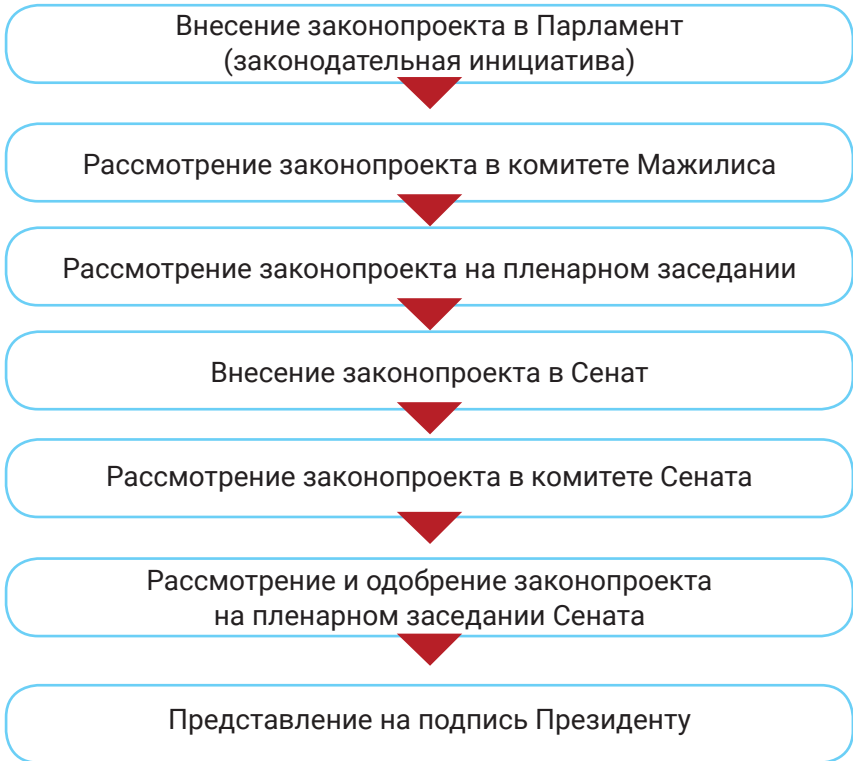 Внесение законопроекта в Парламент
(законодательная инициатива)
Рассмотрение законопроекта в комитете Мажилиса
Рассмотрение законопроекта на пленарном заседании
Внесение законопроекта в Сенат
Рассмотрение законопроекта в комитете Сената
Рассмотрение и одобрение законопроекта
на пленарном заседании Сената
Представление на подпись Президенту